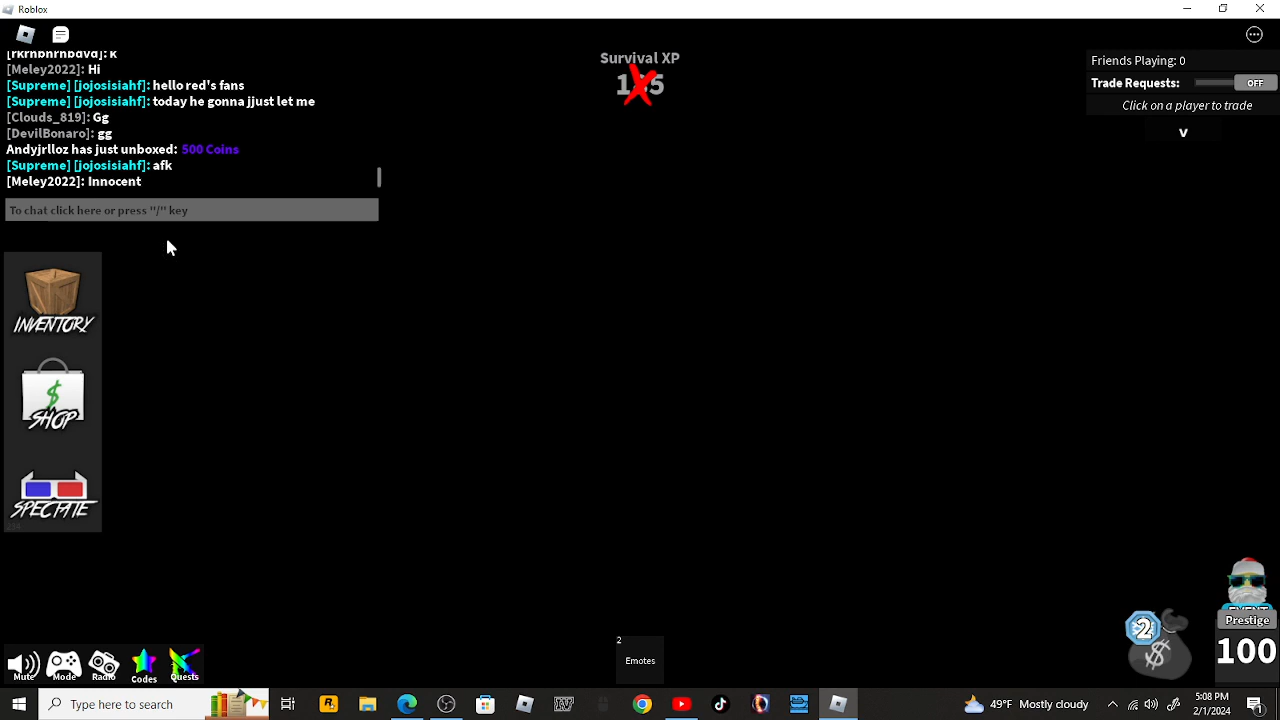 Roblox
[rkrnbnrnbdvd]: K
[Meley2022]: Hi
[Supreme] [jojosisiahf]: hello red's fans
[Supreme] [jojosisiahf]: today he gonna jjust let me
[Clouds_819]: Gg
[DevilBonaro]: gg
Andyjrlloz has just unboxed: 500 Coins
[Supreme] [jojosisiahf]: afk
[Meley2022]: Innocent
To chat click here or press "/" key
Survival XP
Friends Playing: 0
Trade Requests: OFF
Click on a player to trade
v
INVENTORY
$
SHOP
SPECTATE
Mute
Mode
Radio
Codes
Quests
2
Emotes
2
$
EVENT
Prestige
100
Type here to search
49°F Mostly cloudy
5:08 PM
2/1/2024